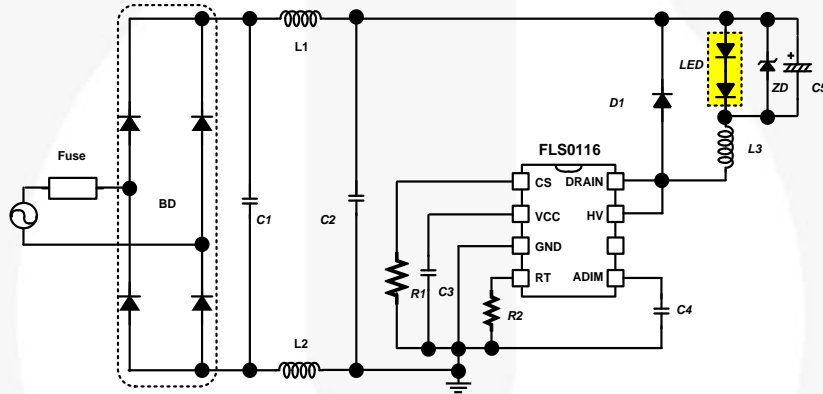 L1
LED
ZD
C5
D1
FLS0116
L3
Fuse
CS
DRAIN
BD
C1
C2
VCC
HV
GND
R1
C3
RT
ADIM
R2
C4
L2
+